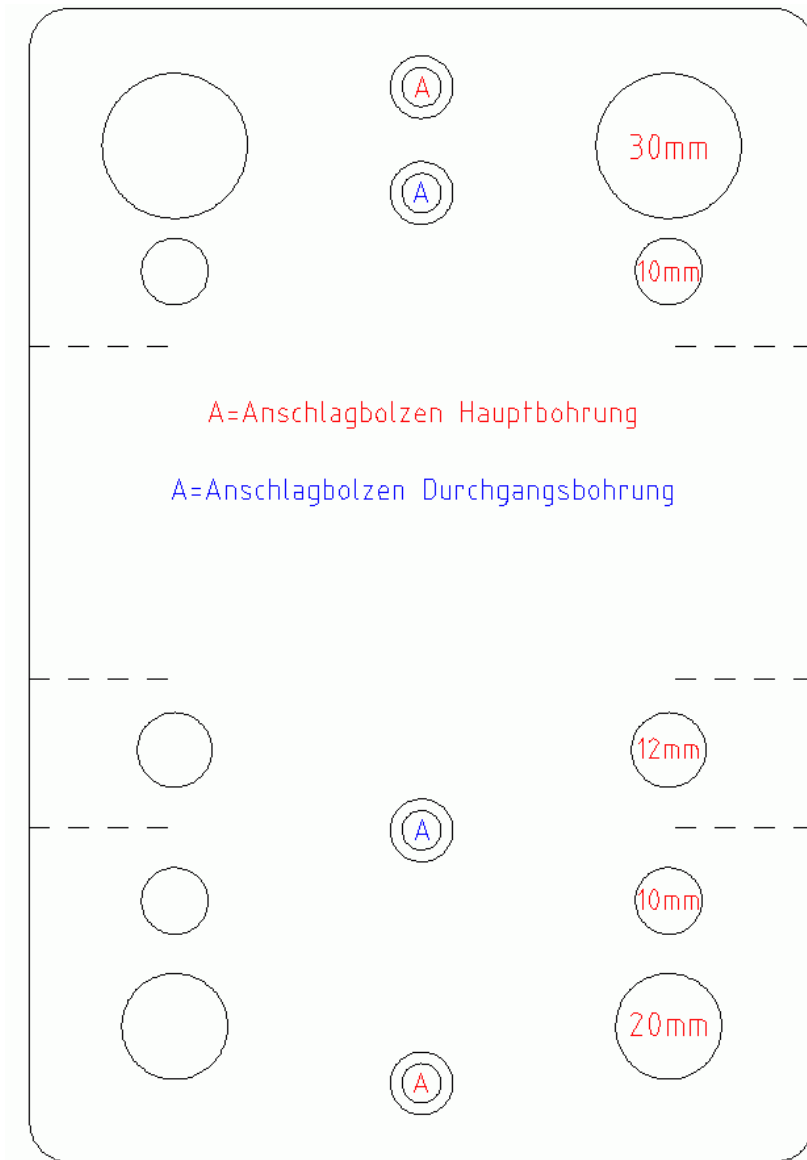 A
30mm
A
10mm
A=Anschlagbolzen Hauptbohrung
A=Anschlagbolzen Durchgangsbohrung
12mm
A
10mm
20mm
A